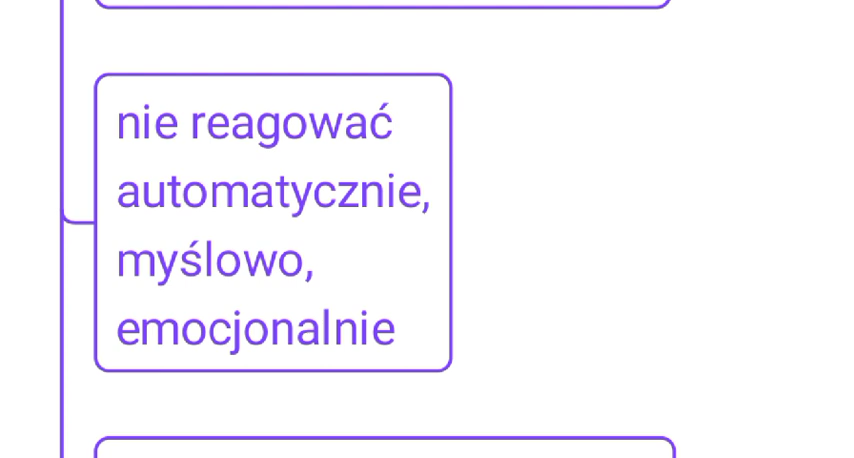 nie reagować
automatycznie,
myślowo,
emocjonalnie